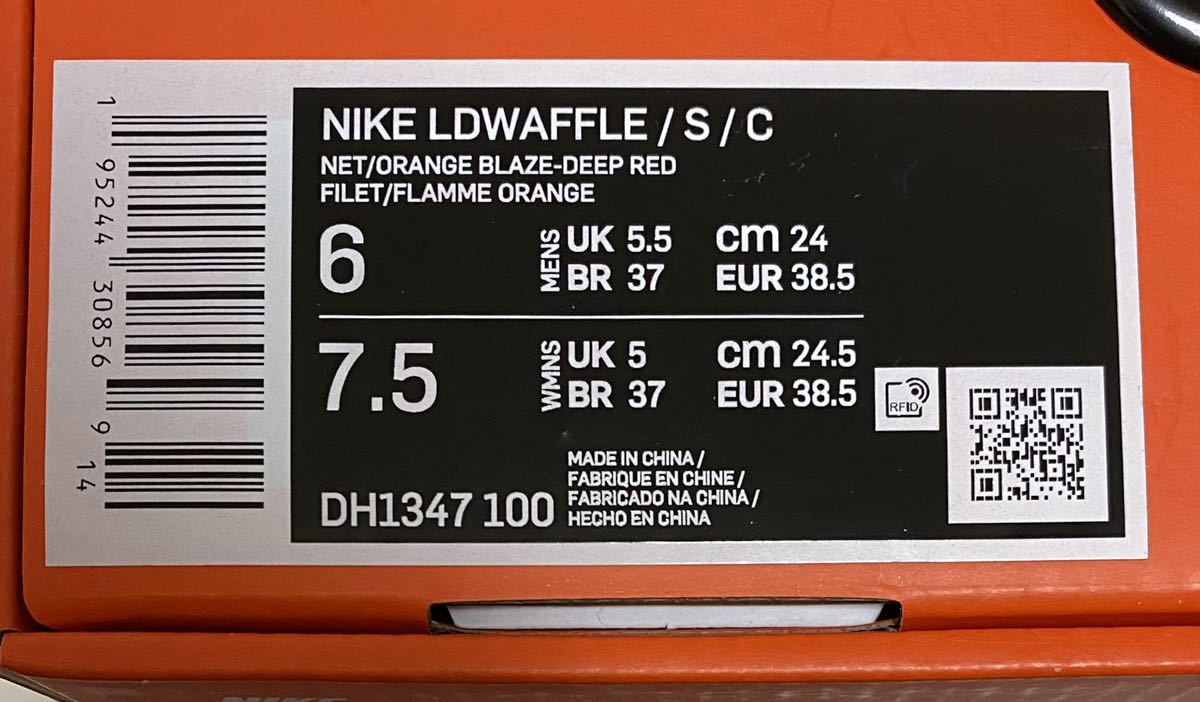 NIKE LDWAFFLE / S / C
NET/ORANGE BLAZE-DEEP RED
FILET/FLAMME ORANGE
6 MENS UK 5.5 cm 24
BR 37 EUR 38.5
7.5 WMNS UK 5 cm 24.5
BR 37 EUR 38.5
RFID
MADE IN CHINA /
FABRIQUE EN CHINE /
FABRICADO NA CHINA /
HECHO EN CHINA
DH1347 100
1 95244 30856 9 14
NIKE